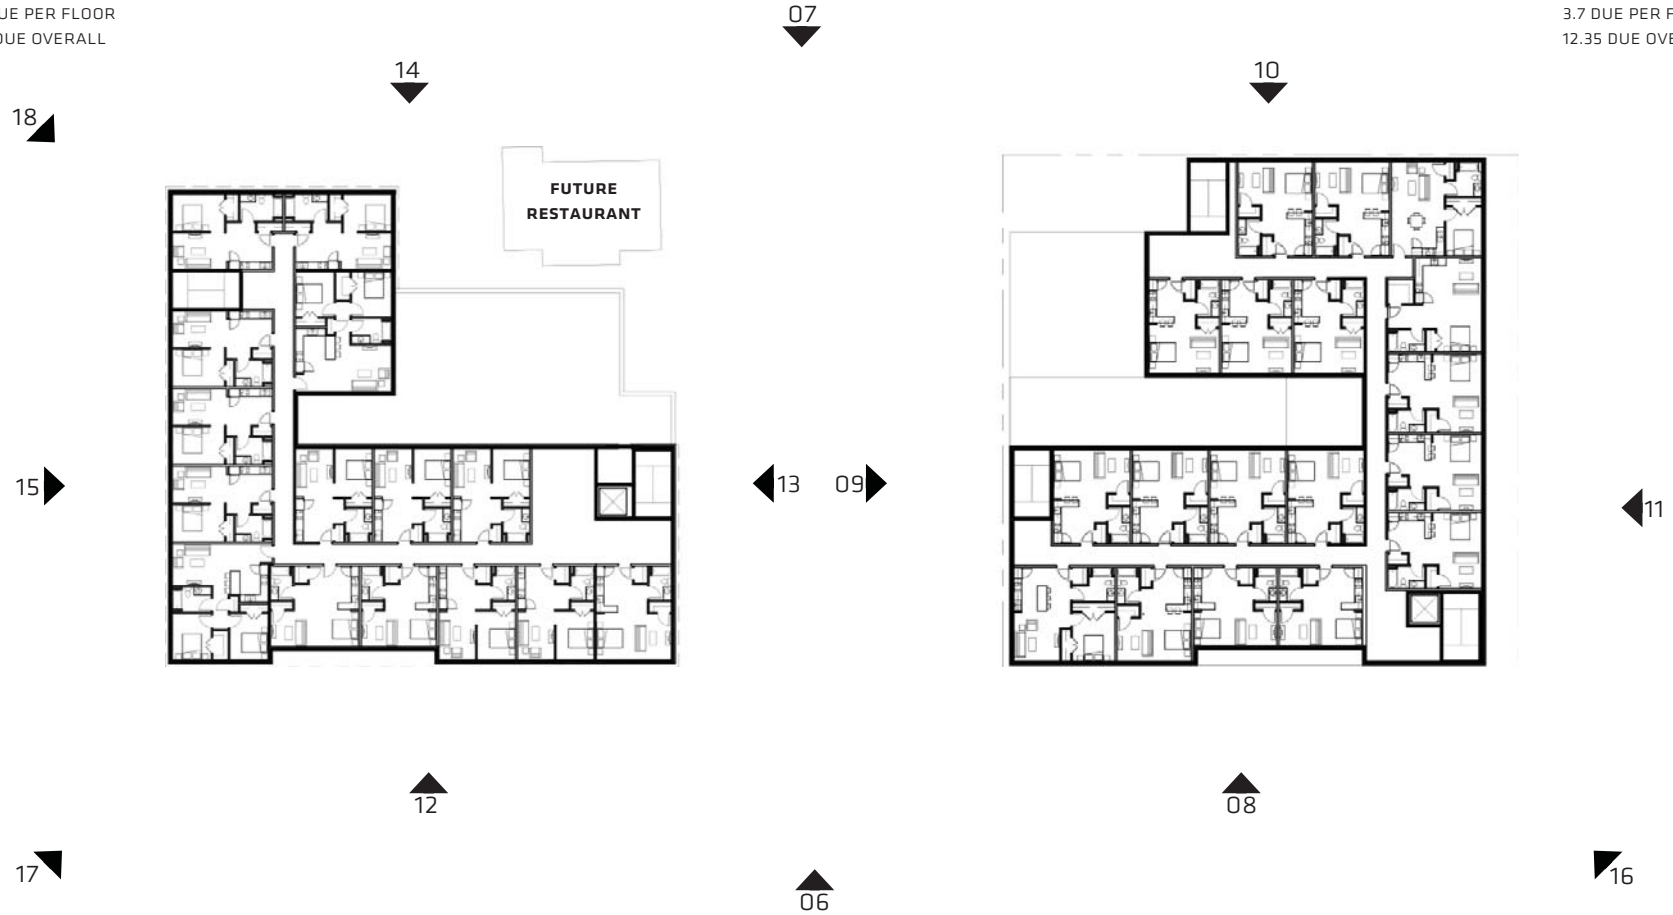 UE PER FLOOR
DUE OVERALL
07
3.7 DUE PER F
12.35 DUE OVE
14
10
18
FUTURE
RESTAURANT
15
13
09
11
12
08
17
16
06